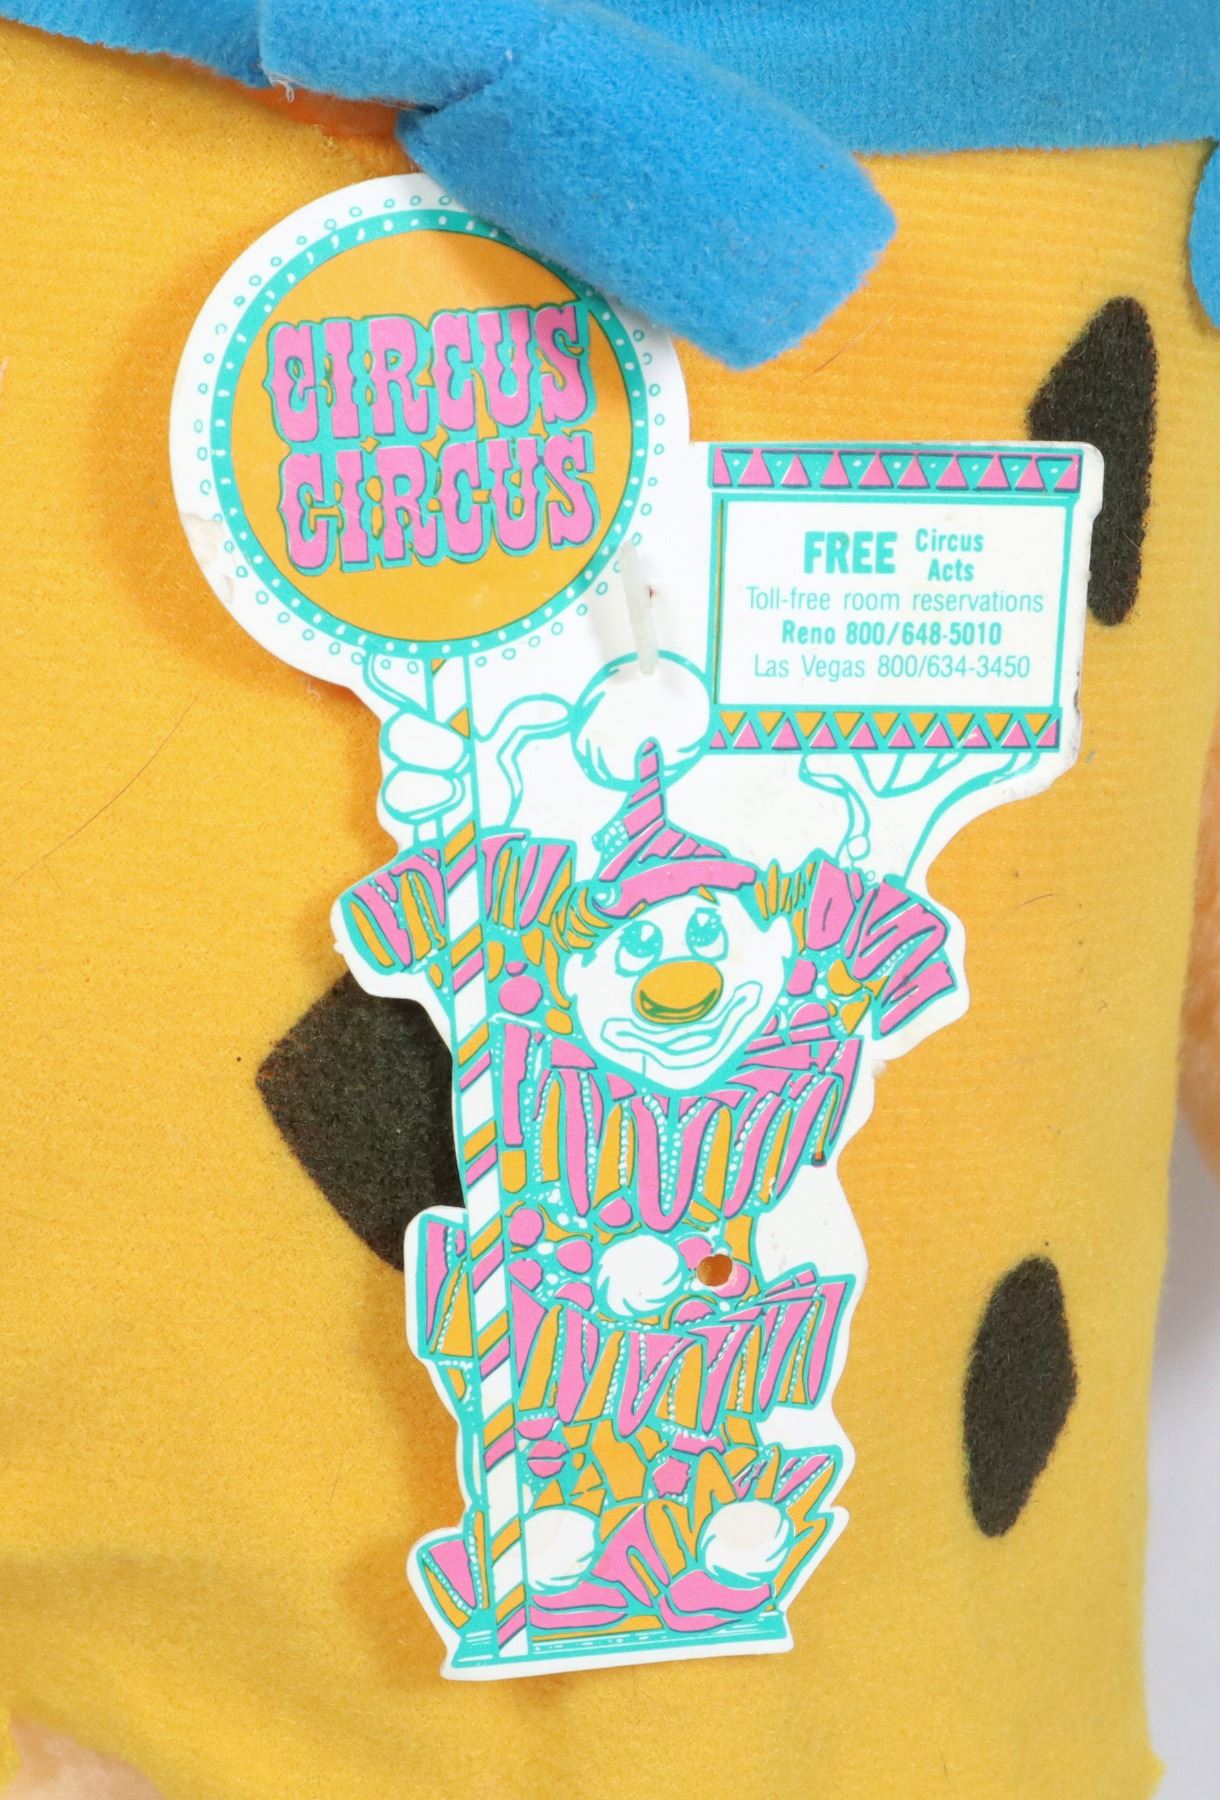 CIRCUS
CIRCUS
FREE Circus Acts
Toll-free room reservations
Reno 800/648-5010
Las Vegas 800/634-3450